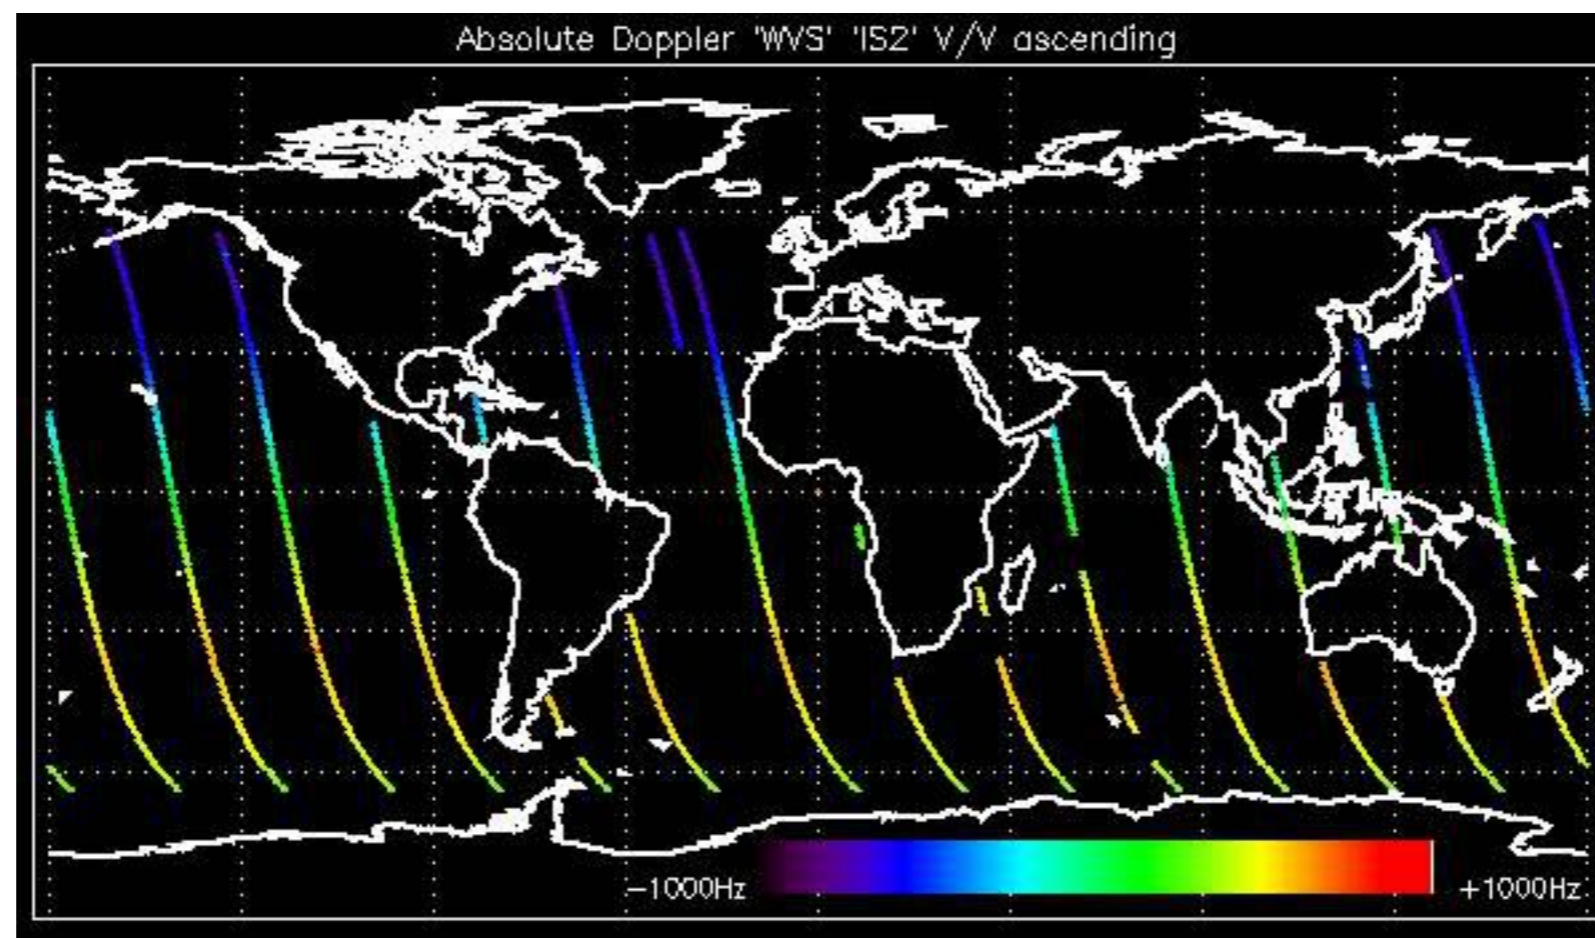 Absolute Doppler 'WVS' 'IS2' V/V ascending
−1000Hz +1000Hz